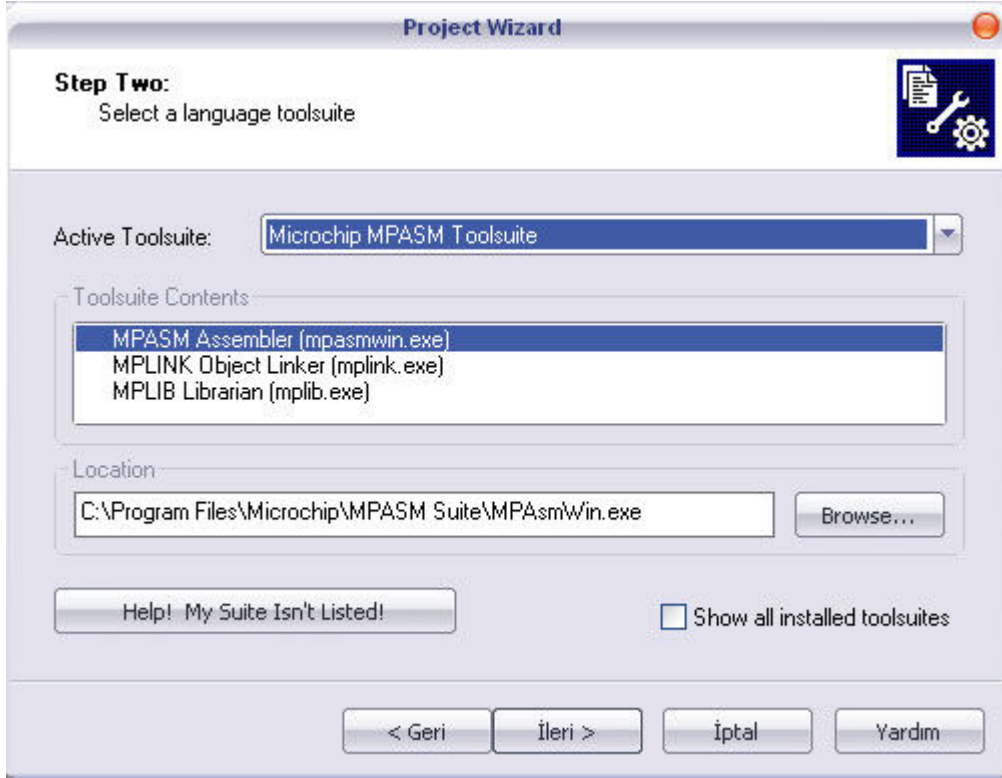 Project Wizard
Step Two:
Select a language toolsuite
Active Toolsuite: Microchip MPASM Toolsuite
Toolsuite Contents
MPASM Assembler (mpasmwin.exe)
MPLINK Object Linker (mplink.exe)
MPLIB Librarian (mplib.exe)
Location
C:\Program Files\Microchip\MPASM Suite\MPAsmWin.exe Browse...
Help! My Suite Isn't Listed! Show all installed toolsuites
< Geri İleri > İptal Yardım